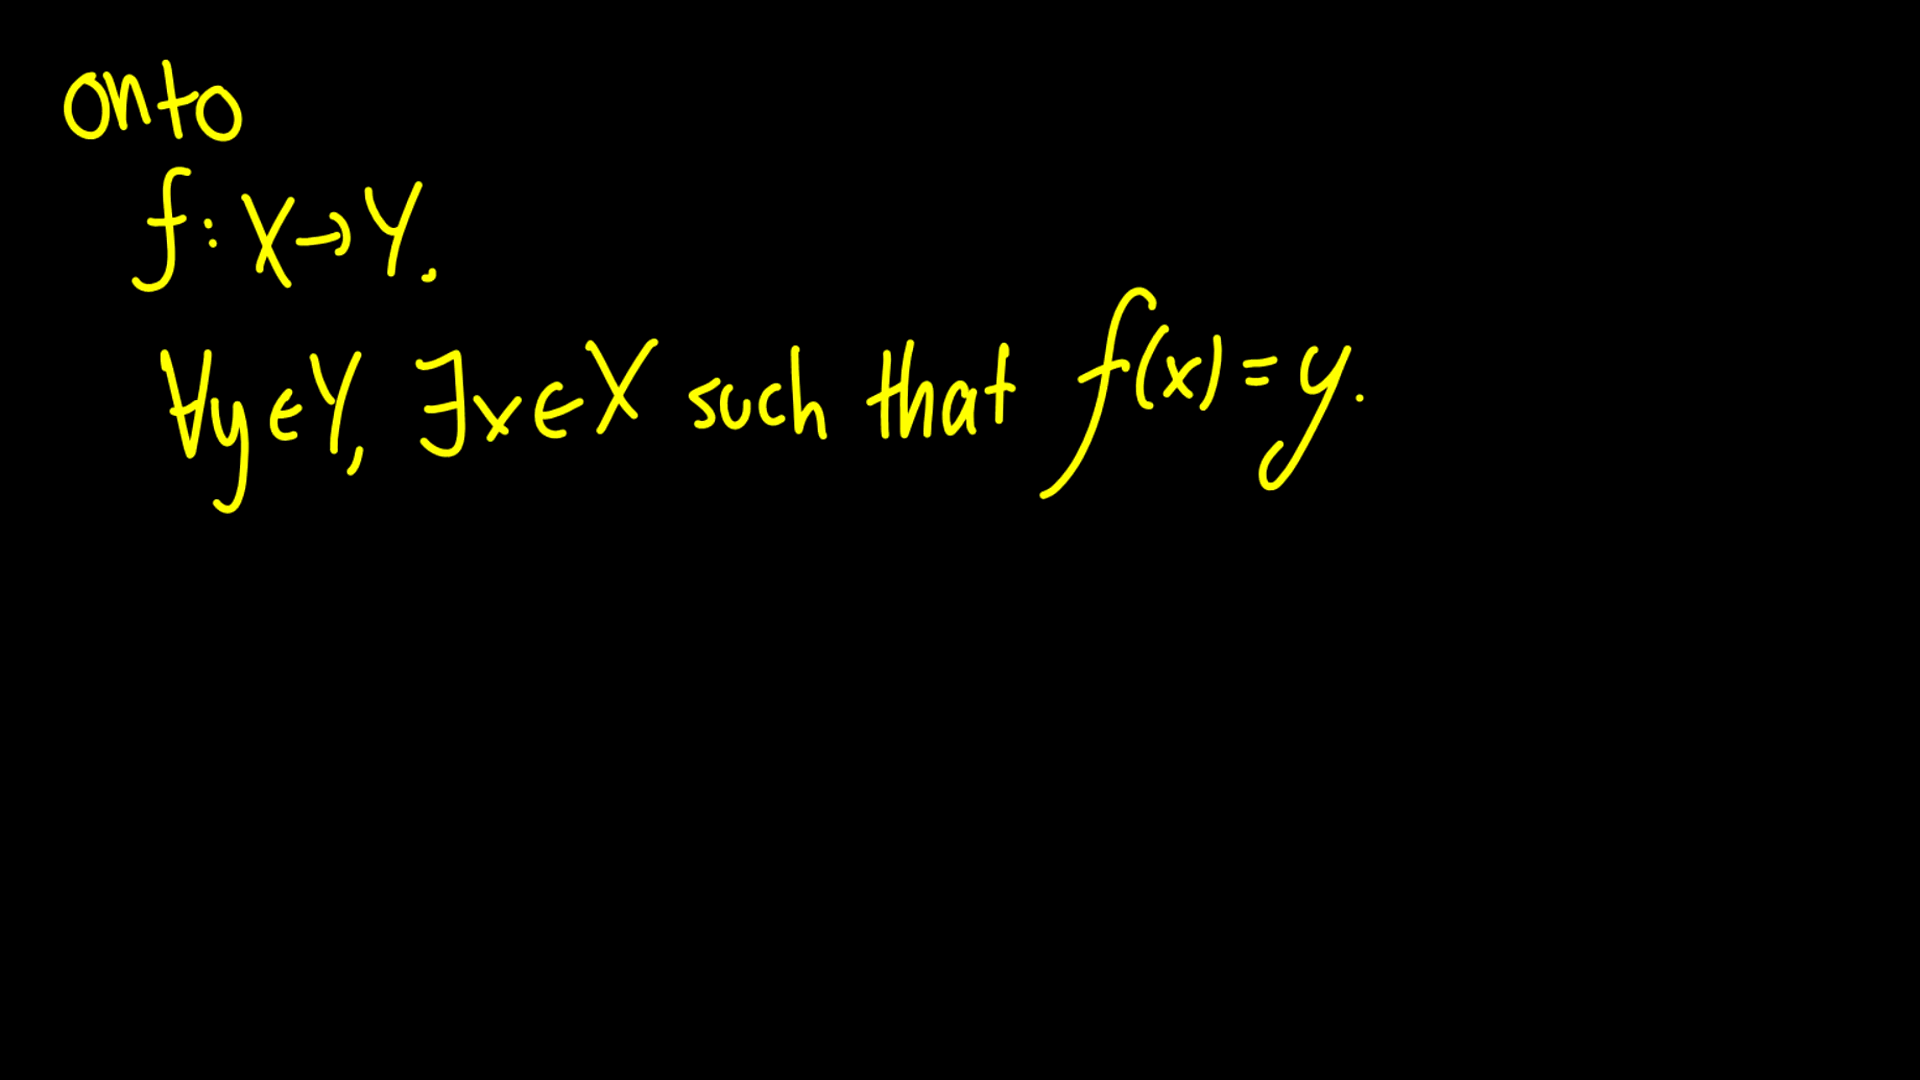 onto
f: X→Y.
∀y∈Y, ∃x∈X such that f(x)=y.